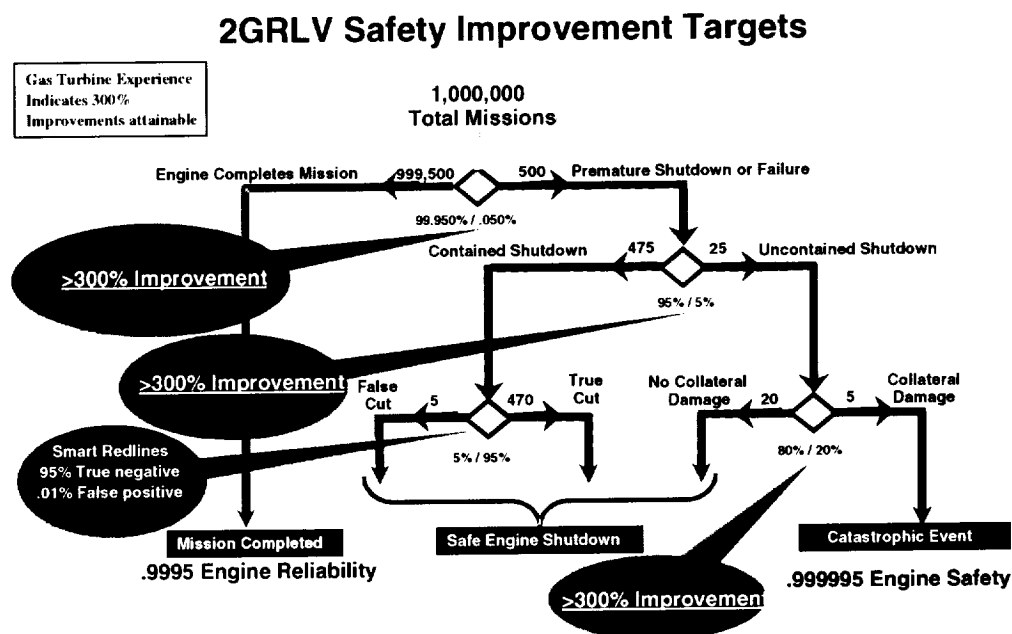 2GRLV Safety Improvement Targets
Gas Turbine Experience
Indicates 300%
Improvements attainable
1,000,000
Total Missions
Engine Completes Mission
999,500
500
Premature Shutdown or Failure
99.950% / .050%
Contained Shutdown
475
25
Uncontained Shutdown
>300% Improvement
95% / 5%
>300% Improvement
False
Cut
5
470
True
Cut
No Collateral
Damage
20
5
Collateral
Damage
Smart Redlines
95% True negative
.01% False positive
5% / 95%
80% / 20%
Mission Completed
Safe Engine Shutdown
Catastrophic Event
.9995 Engine Reliability
.999995 Engine Safety
>300% Improvement